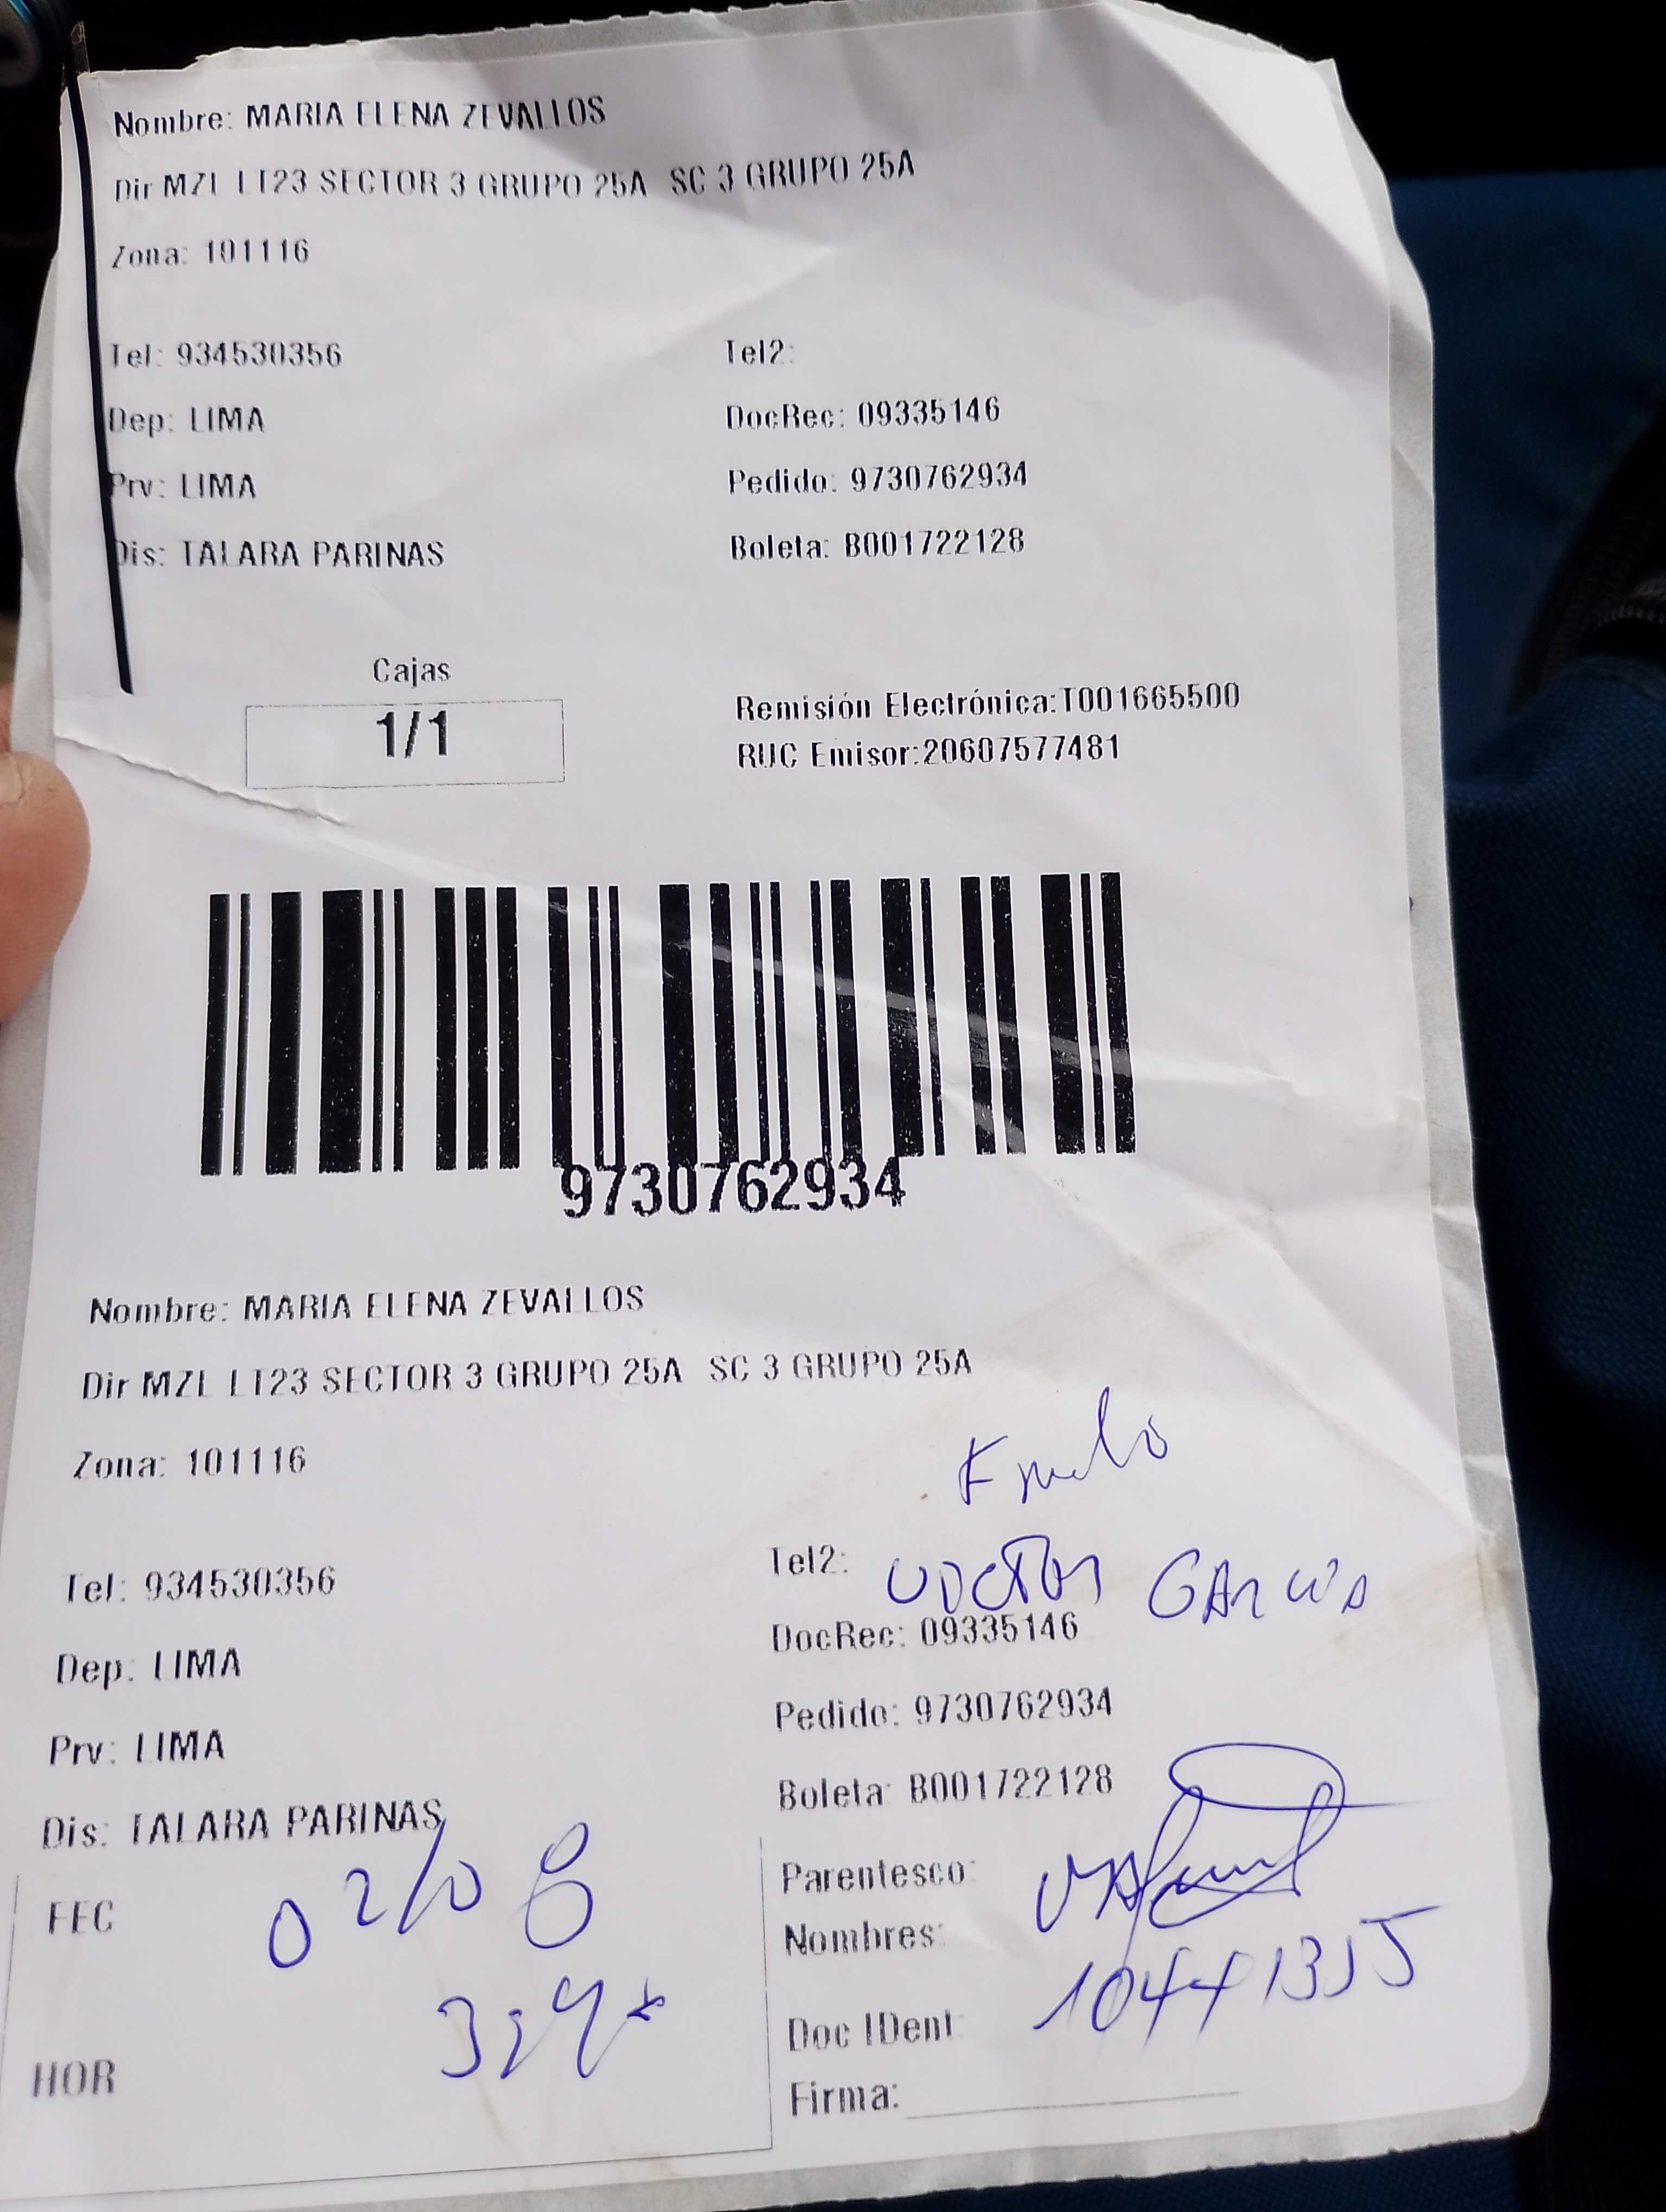 Nombre: MARIA ELENA ZEVALLOS
Dir MZL LT23 SECTOR 3 GRUPO 25A SC 3 GRUPO 25A
Zona: 101116
Tel: 934530356 Tel2:
Dep: LIMA DocRec: 09335146
Prv: LIMA Pedido: 9730762934
Dis: TALARA PARINAS Boleta: B001722128
Cajas
1/1
Remisión Electrónica:T001665500
RUC Emisor:20607577481
9730762934
Nombre: MARIA ELENA ZEVALLOS
Dir MZL LT23 SECTOR 3 GRUPO 25A SC 3 GRUPO 25A
Zona: 101116
Tel: 934530356 Tel2:
GARCIA
Dep: LIMA DocRec: 09335146
Prv: LIMA Pedido: 9730762934
Dis: TALARA PARINAS Boleta: B001722128
FEC 02/08
Parentesco:
Nombres:
HOR
Doc IDent: 10441355
Firma: